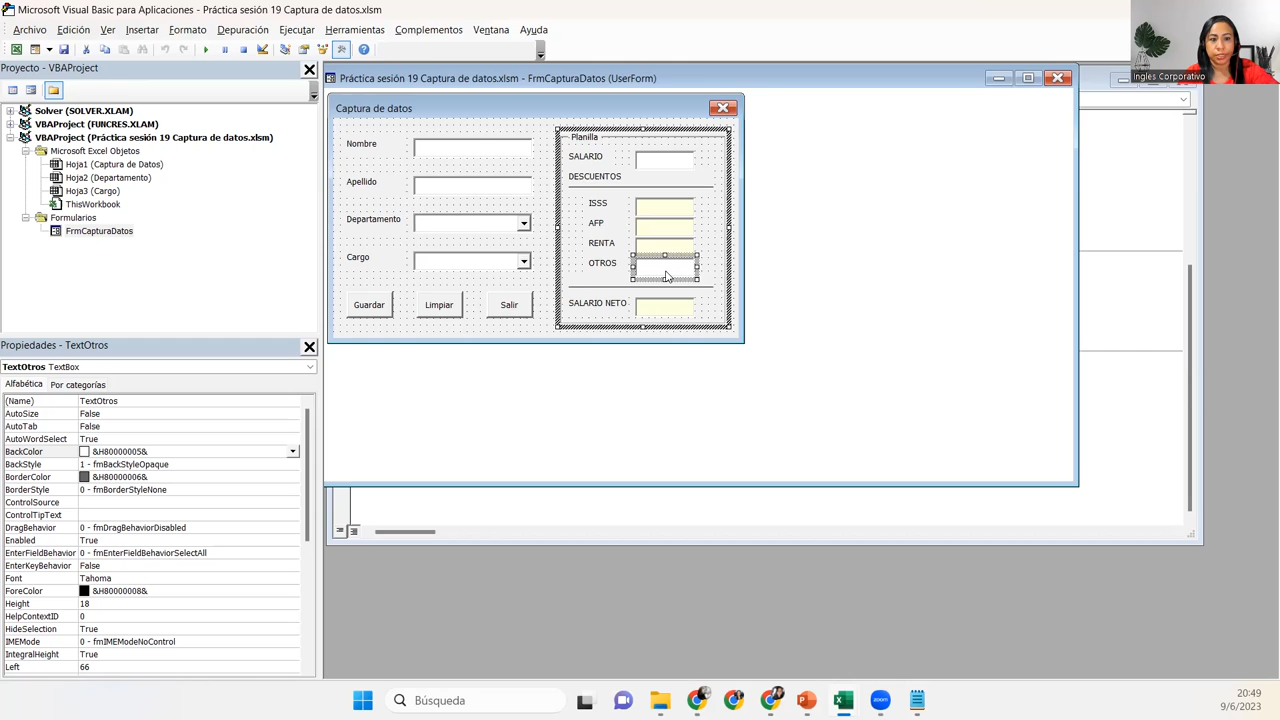 Microsoft Visual Basic para Aplicaciones - Práctica sesión 19 Captura de datos.xlsm
Archivo Edición Ver Insertar Formato Depuración Ejecutar Herramientas Complementos Ventana Ayuda
Ingles Corporativo
Proyecto - VBAProject
Solver (SOLVER.XLAM)
VBAProject (FUNCRES.XLAM)
VBAProject (Práctica sesión 19 Captura de datos.xlsm)
Microsoft Excel Objetos
Hoja1 (Captura de Datos)
Hoja2 (Departamento)
Hoja3 (Cargo)
ThisWorkbook
Formularios
FrmCapturaDatos
Práctica sesión 19 Captura de datos.xlsm - FrmCapturaDatos (UserForm)
Captura de datos
Nombre
Apellido
Departamento
Cargo
Guardar Limpiar Salir
Planilla
SALARIO
DESCUENTOS
ISSS
AFP
RENTA
OTROS
SALARIO NETO
Propiedades - TextOtros
TextOtros TextBox
Alfabética Por categorías
(Name) TextOtros
AutoSize False
AutoTab False
AutoWordSelect True
BackColor &H80000005&
BackStyle 1 - fmBackStyleOpaque
BorderColor &H80000006&
BorderStyle 0 - fmBorderStyleNone
ControlSource
ControlTipText
DragBehavior 0 - fmDragBehaviorDisabled
Enabled True
EnterFieldBehavior 0 - fmEnterFieldBehaviorSelectAll
EnterKeyBehavior False
Font Tahoma
ForeColor &H80000008&
Height 18
HelpContextID 0
HideSelection True
IMEMode 0 - fmIMEModeNoControl
IntegralHeight True
Left 66
Búsqueda
zoom
20:49
9/6/2023